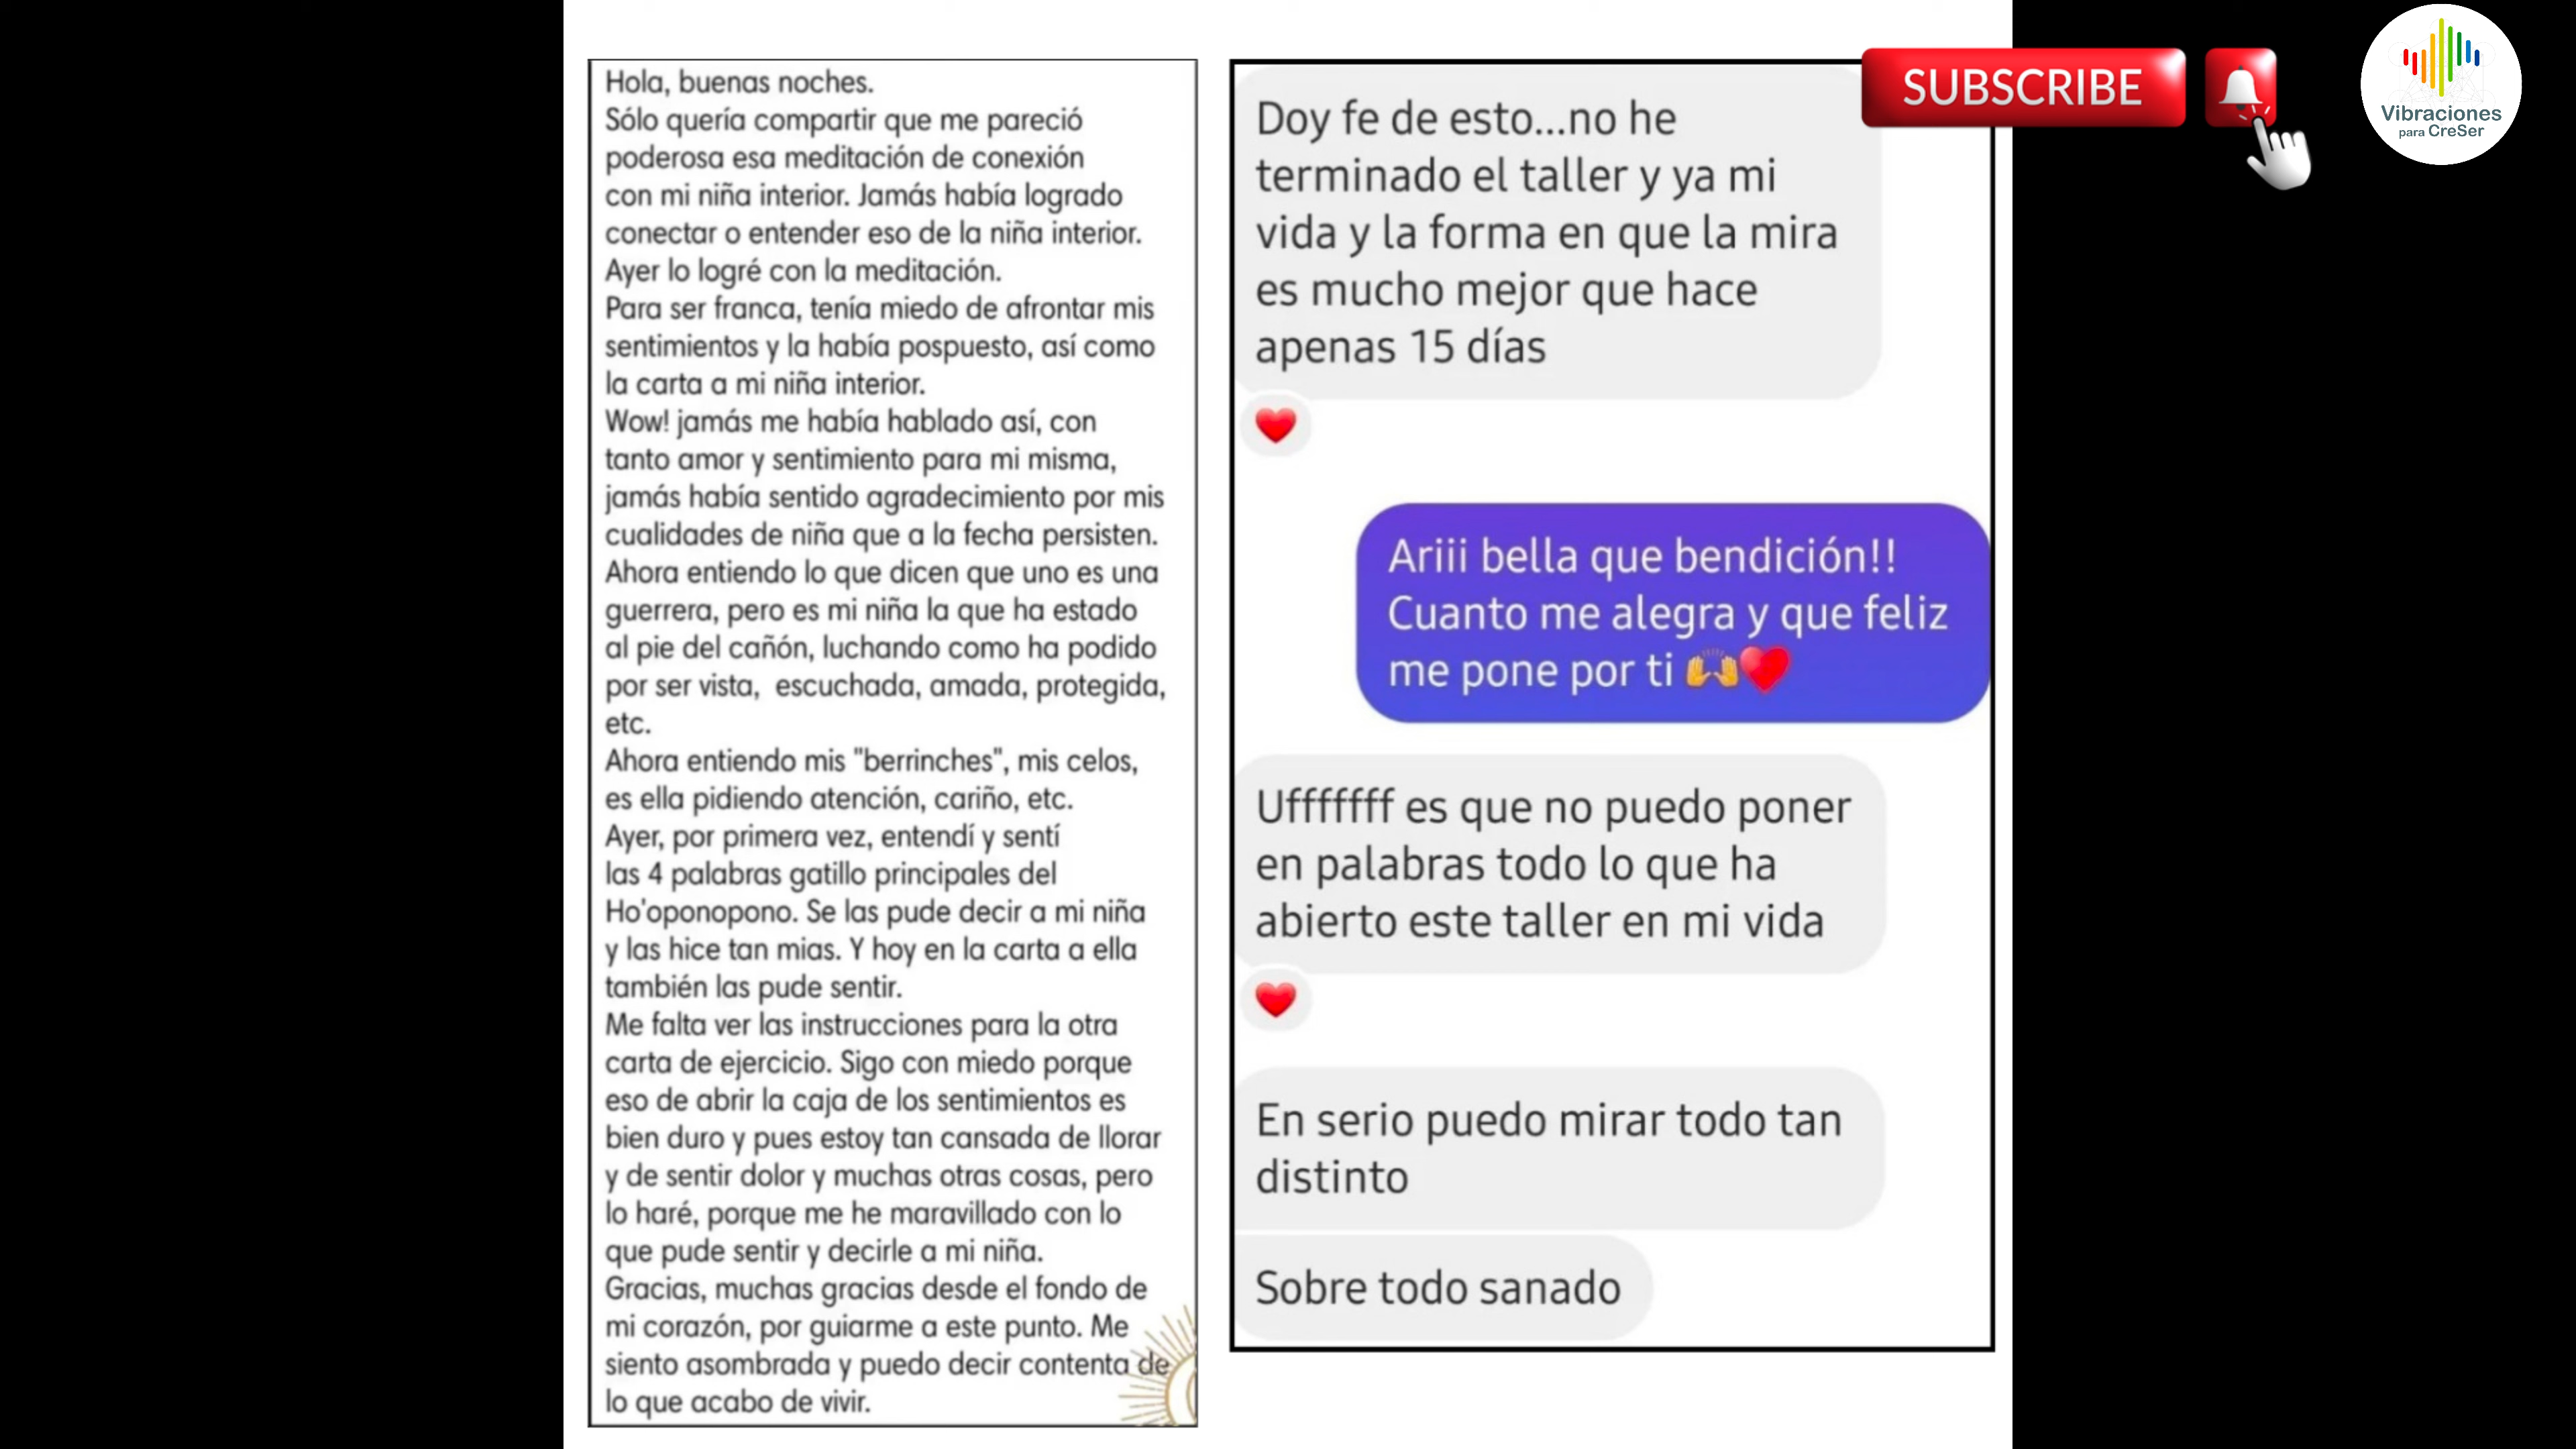 Hola, buenas noches.
Sólo quería compartir que me pareció
poderosa esa meditación de conexión
con mi niña interior. Jamás había logrado
conectar o entender eso de la niña interior.
Ayer lo logré con la meditación.
Para ser franca, tenía miedo de afrontar mis
sentimientos y la había pospuesto, así como
la carta a mi niña interior.
Wow! jamás me había hablado así, con
tanto amor y sentimiento para mi misma,
jamás había sentido agradecimiento por mis
cualidades de niña que a la fecha persisten.
Ahora entiendo lo que dicen que uno es una
guerrera, pero es mi niña la que ha estado
al pie del cañón, luchando como ha podido
por ser vista, escuchada, amada, protegida,
etc.
Ahora entiendo mis "berrinches", mis celos,
es ella pidiendo atención, cariño, etc.
Ayer, por primera vez, entendí y sentí
las 4 palabras gatillo principales del
Ho'oponopono. Se las pude decir a mi niña
y las hice tan mias. Y hoy en la carta a ella
también las pude sentir.
Me falta ver las instrucciones para la otra
carta de ejercicio. Sigo con miedo porque
eso de abrir la caja de los sentimientos es
bien duro y pues estoy tan cansada de llorar
y de sentir dolor y muchas otras cosas, pero
lo haré, porque me he maravillado con lo
que pude sentir y decirle a mi niña.
Gracias, muchas gracias desde el fondo de
mi corazón, por guiarme a este punto. Me
siento asombrada y puedo decir contenta de
lo que acabo de vivir.
Doy fe de esto...no he
terminado el taller y ya mi
vida y la forma en que la mira
es mucho mejor que hace
apenas 15 días
❤️
Ariii bella que bendición!!
Cuanto me alegra y que feliz
me pone por ti 🙌❤️
Ufffffff es que no puedo poner
en palabras todo lo que ha
abierto este taller en mi vida
❤️
En serio puedo mirar todo tan
distinto
Sobre todo sanado
SUBSCRIBE
Vibraciones
para CreSer